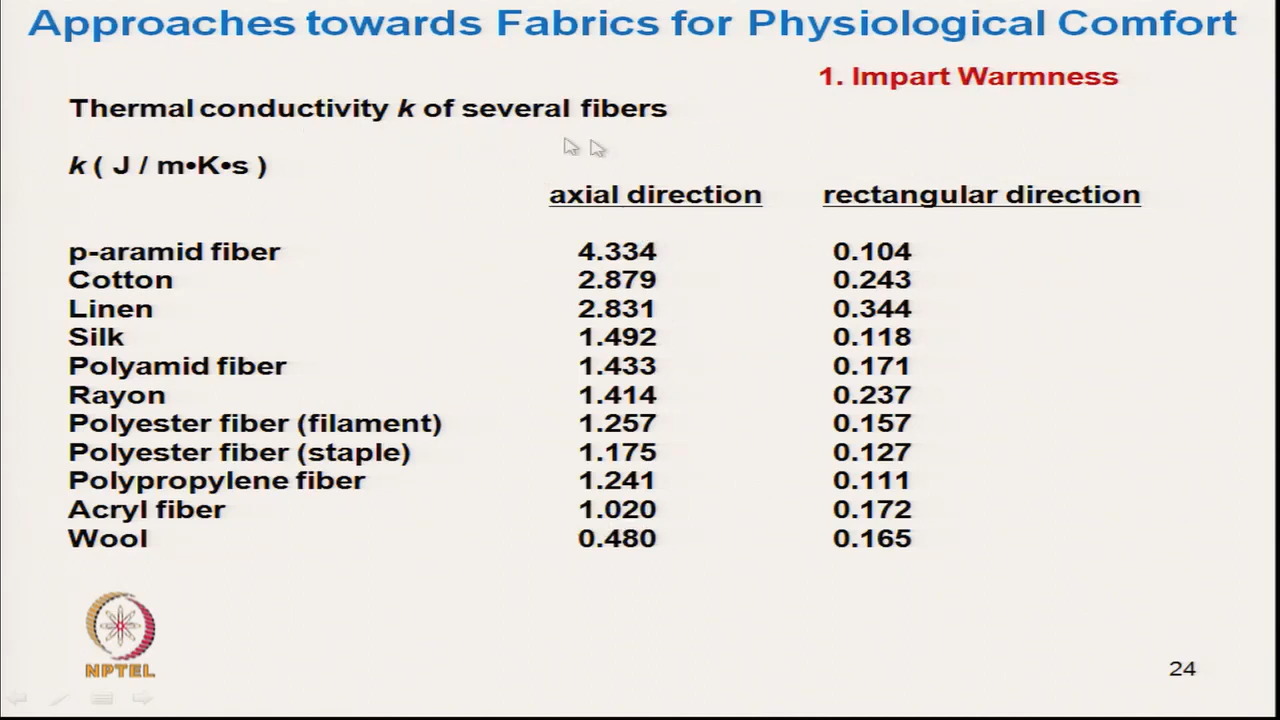 Approaches towards Fabrics for Physiological Comfort
1. Impart Warmness
Thermal conductivity k of several fibers
k ( J / m•K•s )
axial direction rectangular direction
p-aramid fiber 4.334 0.104
Cotton 2.879 0.243
Linen 2.831 0.344
Silk 1.492 0.118
Polyamid fiber 1.433 0.171
Rayon 1.414 0.237
Polyester fiber (filament) 1.257 0.157
Polyester fiber (staple) 1.175 0.127
Polypropylene fiber 1.241 0.111
Acryl fiber 1.020 0.172
Wool 0.480 0.165
NPTEL
24